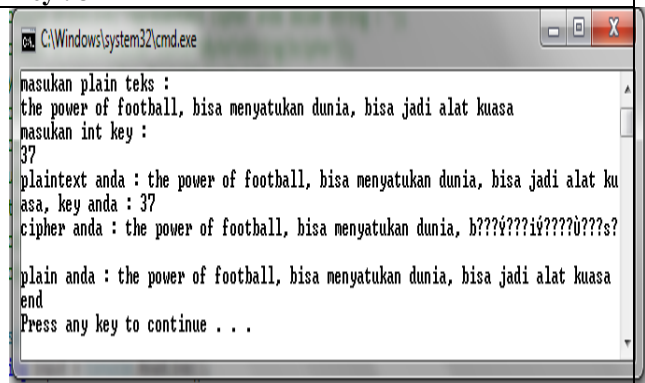 C:\Windows\system32\cmd.exe
masukan plain teks :
the power of football, bisa menyatukan dunia, bisa jadi alat kuasa
masukan int key :
37
plaintext anda : the power of football, bisa menyatukan dunia, bisa jadi alat ku
asa, key anda : 37
cipher anda : the power of football, bisa menyatukan dunia, b???ý???iý????ù???s?
plain anda : the power of football, bisa menyatukan dunia, bisa jadi alat kuasa
end
Press any key to continue . . .